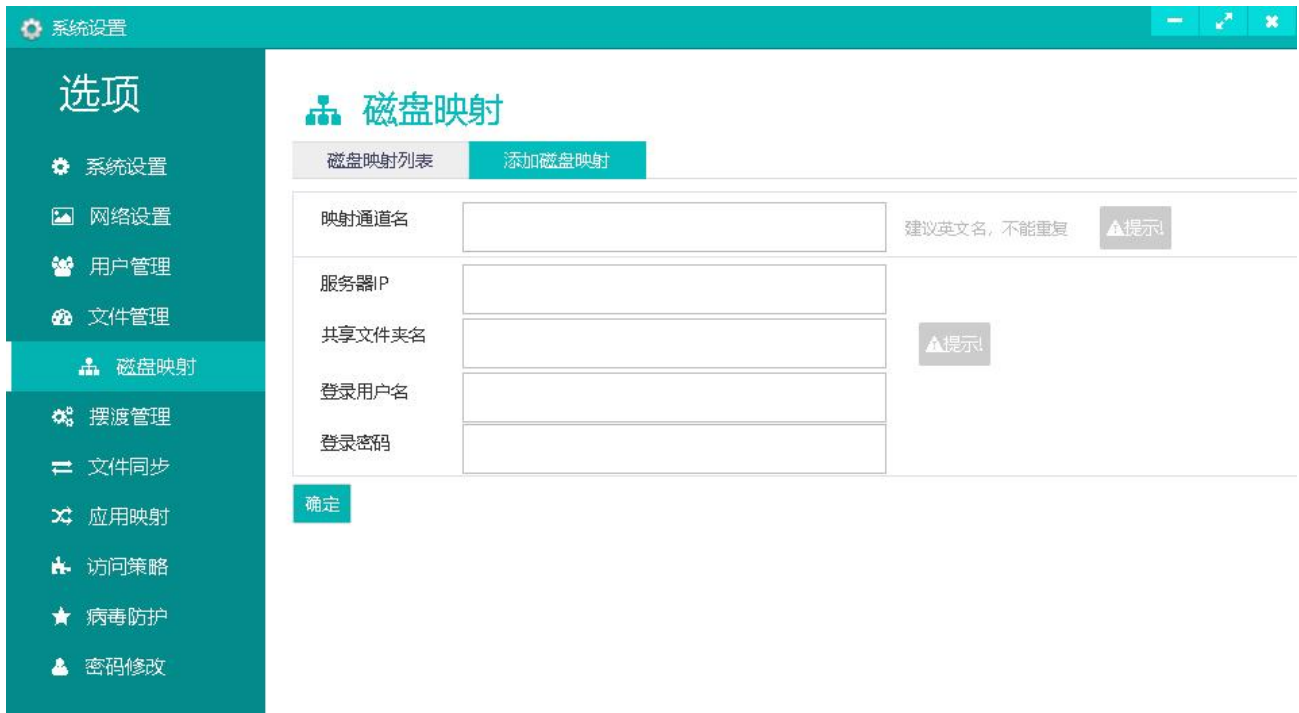 系统设置
选项
系统设置
网络设置
用户管理
文件管理
磁盘映射
摆渡管理
文件同步
应用映射
访问策略
病毒防护
密码修改
磁盘映射
磁盘映射列表 添加磁盘映射
映射通道名 建议英文名, 不能重复 提示!
服务器IP
共享文件夹名 提示!
登录用户名
登录密码
确定